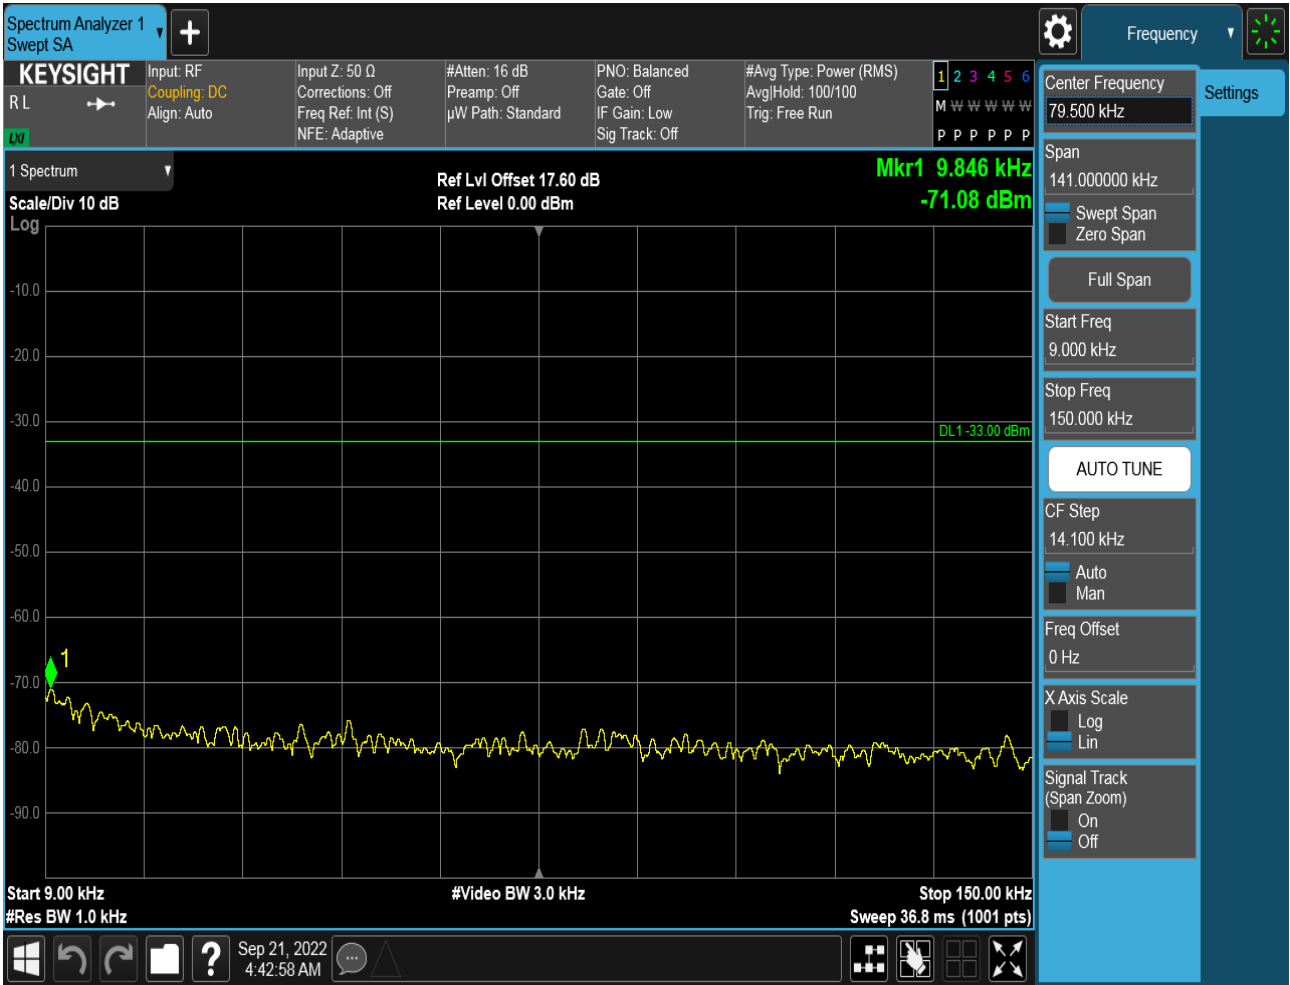 Spectrum Analyzer 1
Swept SA
Frequency
KEYSIGHT
R L
LXI
Input: RF
Coupling: DC
Align: Auto
Input Z: 50 Ω
Corrections: Off
Freq Ref: Int (S)
NFE: Adaptive
#Atten: 16 dB
Preamp: Off
µW Path: Standard
PNO: Balanced
Gate: Off
IF Gain: Low
Sig Track: Off
#Avg Type: Power (RMS)
Avg|Hold: 100/100
Trig: Free Run
1 2 3 4 5 6
M W W W W W
P P P P P P
1 Spectrum
Scale/Div 10 dB
Log
Ref Lvl Offset 17.60 dB
Ref Level 0.00 dBm
Mkr1 9.846 kHz
-71.08 dBm
-10.0
-20.0
-30.0
DL1 -33.00 dBm
-40.0
-50.0
-60.0
1
-70.0
-80.0
-90.0
Start 9.00 kHz
#Video BW 3.0 kHz
Stop 150.00 kHz
#Res BW 1.0 kHz
Sweep 36.8 ms (1001 pts)
?
Sep 21, 2022
4:42:58 AM
Center Frequency
79.500 kHz
Settings
Span
141.000000 kHz
Swept Span
Zero Span
Full Span
Start Freq
9.000 kHz
Stop Freq
150.000 kHz
AUTO TUNE
CF Step
14.100 kHz
Auto
Man
Freq Offset
0 Hz
X Axis Scale
Log
Lin
Signal Track
(Span Zoom)
On
Off